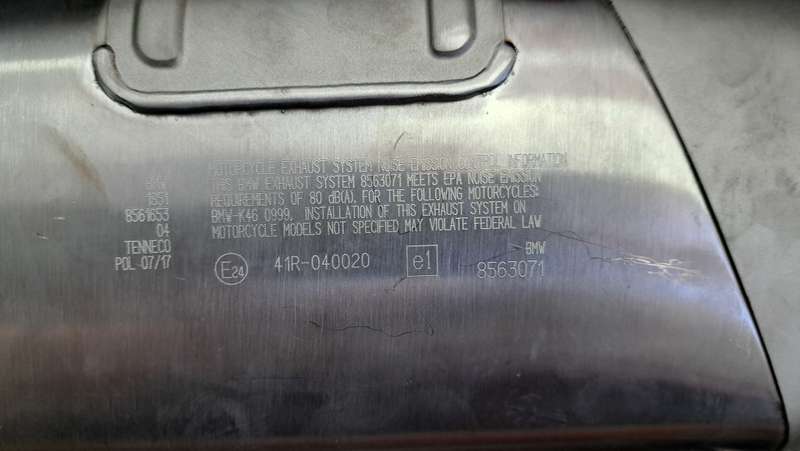 BMW
1831
8561653
04
TENNECO
POL-07/17
MOTORCYCLE EXHAUST SYSTEM NOISE EMISSION CONTROL INFORMATION
THIS BMW EXHAUST SYSTEM 8563071 MEETS EPA NOISE EMISSION
REQUIREMENTS OF 80 dB(A). FOR THE FOLLOWING MOTORCYCLES:
BMW-K46 0999. INSTALLATION OF THIS EXHAUST SYSTEM ON
MOTORCYCLE MODELS NOT SPECIFIED MAY VIOLATE FEDERAL LAW
E24 41R-040020 e1
BMW
8563071